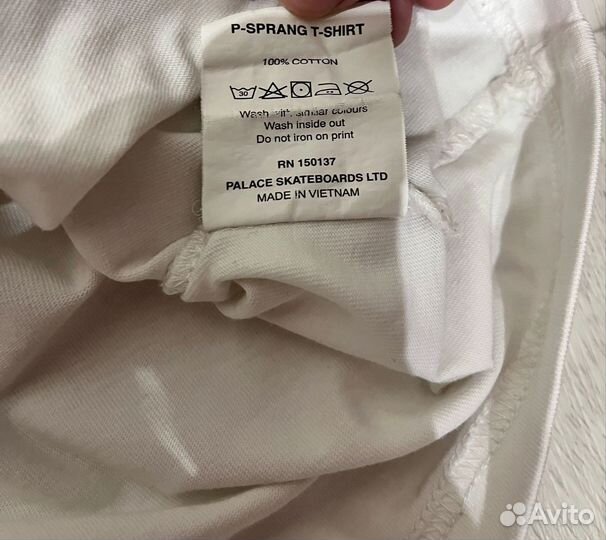 P-SPRANG T-SHIRT
100% COTTON
30
Wash with similar colours
Wash inside out
Do not iron on print
RN 150137
PALACE SKATEBOARDS LTD
MADE IN VIETNAM
Avito